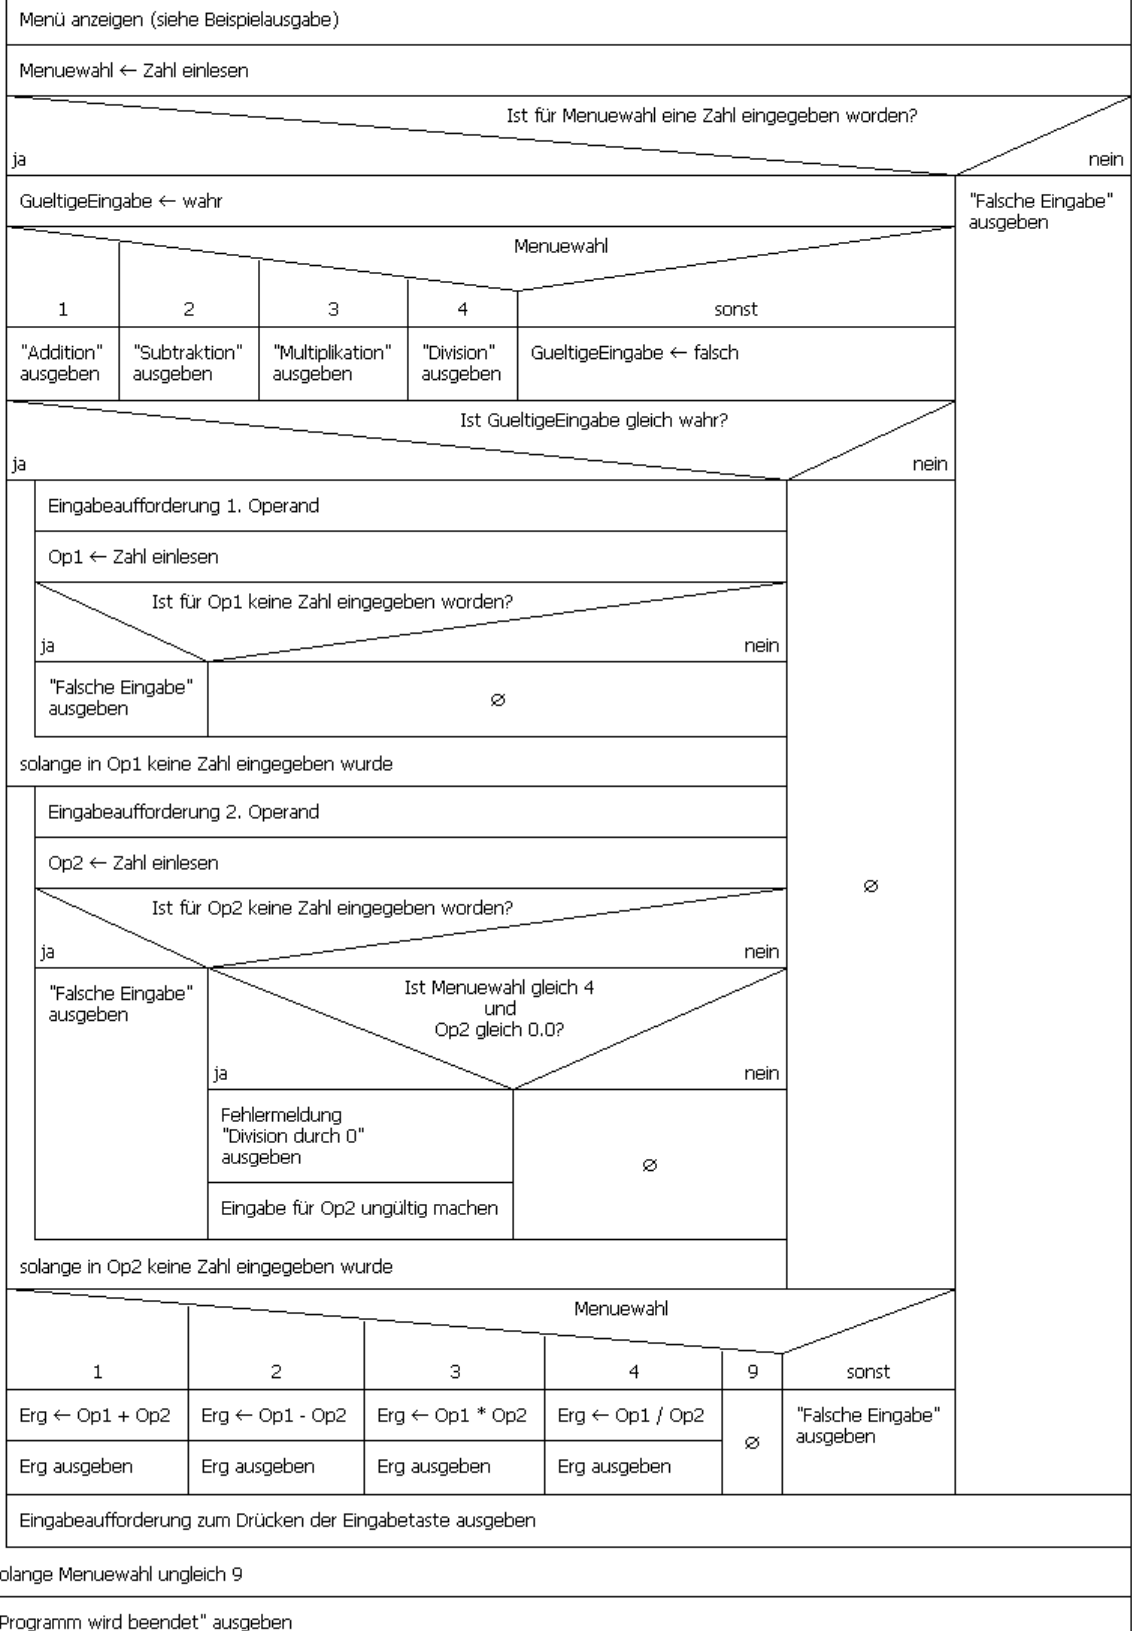 Menü anzeigen (siehe Beispielausgabe)
Menuewahl ← Zahl einlesen
Ist für Menuewahl eine Zahl eingegeben worden?
ja
nein
GueltigeEingabe ← wahr
"Falsche Eingabe"
ausgeben
Menuewahl
1
2
3
4
sonst
"Addition"
ausgeben
"Subtraktion"
ausgeben
"Multiplikation"
ausgeben
"Division"
ausgeben
GueltigeEingabe ← falsch
Ist GueltigeEingabe gleich wahr?
ja
nein
Eingabeaufforderung 1. Operand
Op1 ← Zahl einlesen
Ist für Op1 keine Zahl eingegeben worden?
ja
nein
"Falsche Eingabe"
ausgeben
∅
solange in Op1 keine Zahl eingegeben wurde
Eingabeaufforderung 2. Operand
Op2 ← Zahl einlesen
∅
Ist für Op2 keine Zahl eingegeben worden?
ja
nein
"Falsche Eingabe"
ausgeben
Ist Menuewahl gleich 4
und
Op2 gleich 0.0?
ja
nein
Fehlermeldung
"Division durch 0"
ausgeben
∅
Eingabe für Op2 ungültig machen
solange in Op2 keine Zahl eingegeben wurde
Menuewahl
1
2
3
4
9
sonst
Erg ← Op1 + Op2
Erg ← Op1 - Op2
Erg ← Op1 * Op2
Erg ← Op1 / Op2
∅
"Falsche Eingabe"
ausgeben
Erg ausgeben
Erg ausgeben
Erg ausgeben
Erg ausgeben
Eingabeaufforderung zum Drücken der Eingabetaste ausgeben
olange Menuewahl ungleich 9
Programm wird beendet" ausgeben